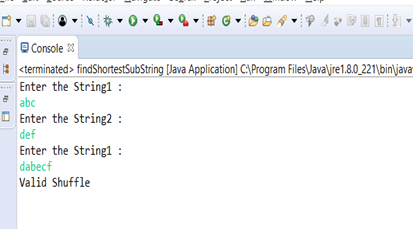 Console
<terminated> findShortestSubString [Java Application] C:\Program Files\Java\jre1.8.0_221\bin\java
Enter the String1 :
abc
Enter the String2 :
def
Enter the String1 :
dabecf
Valid Shuffle